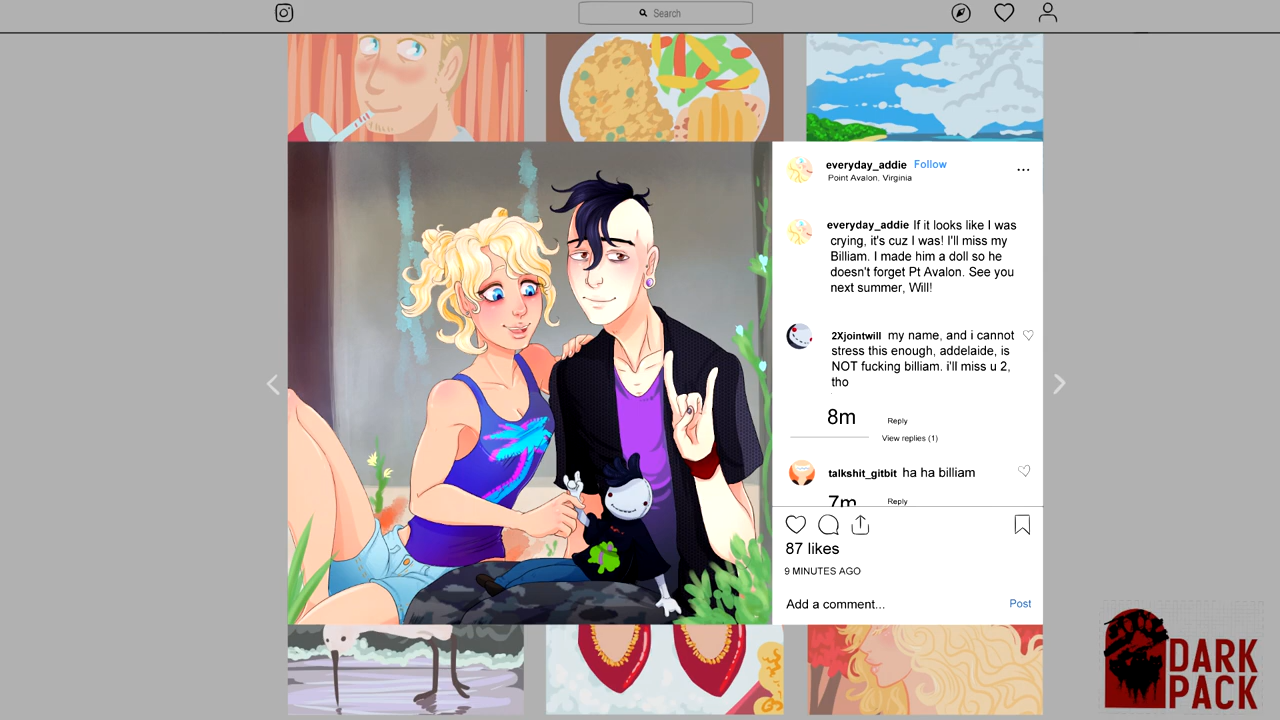 Search
everyday_addie Follow
Point Avalon, Virginia
everyday_addie If it looks like I was
crying, it's cuz I was! I'll miss my
Billiam. I made him a doll so he
doesn't forget Pt Avalon. See you
next summer, Will!
2Xjointwill my name, and i cannot
stress this enough, addelaide, is
NOT fucking billiam. i'll miss u 2,
tho
8m Reply
View replies (1)
talkshit_gitbit ha ha billiam
7m Reply
87 likes
9 MINUTES AGO
Add a comment... Post
DARK
PACK